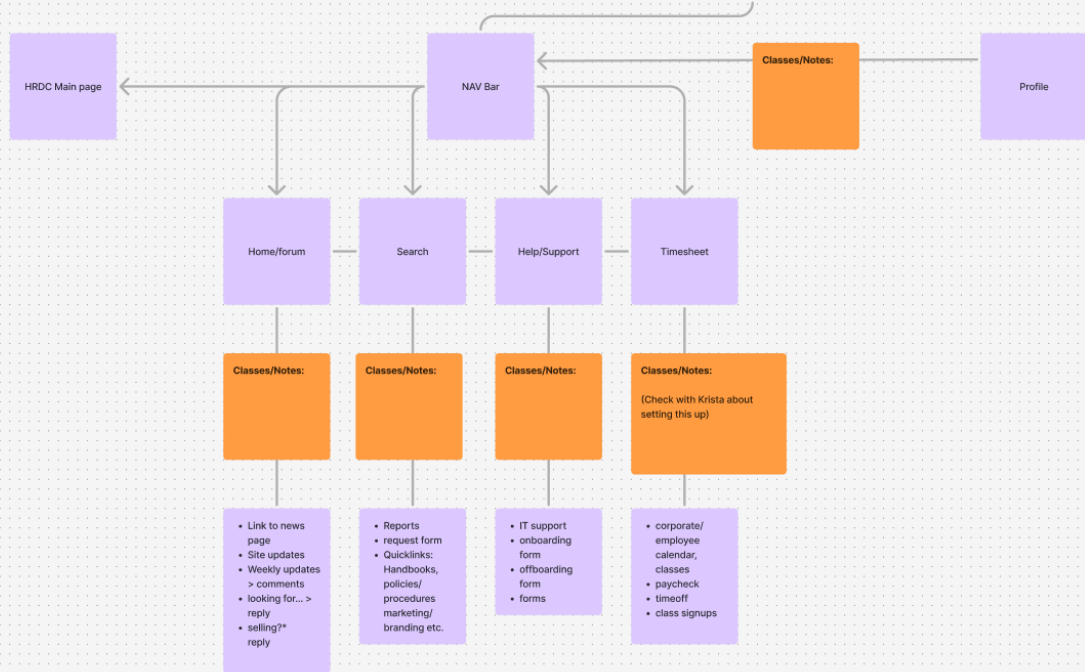 Classes/Notes:
HRDC Main page
NAV Bar
Profile
Home/forum
Search
Help/Support
Timesheet
Classes/Notes:
Classes/Notes:
Classes/Notes:
Classes/Notes:
(Check with Krista about
setting this up)
• Link to news
page
• Site updates
• Weekly updates
> comments
• looking for... >
reply
• selling?*
reply
• Reports
• request form
• Quicklinks:
Handbooks,
policies/
procedures
marketing/
branding etc.
• IT support
• onboarding
form
• offboarding
form
• forms
• corporate/
employee
calendar,
classes
• paycheck
• timeoff
• class signups